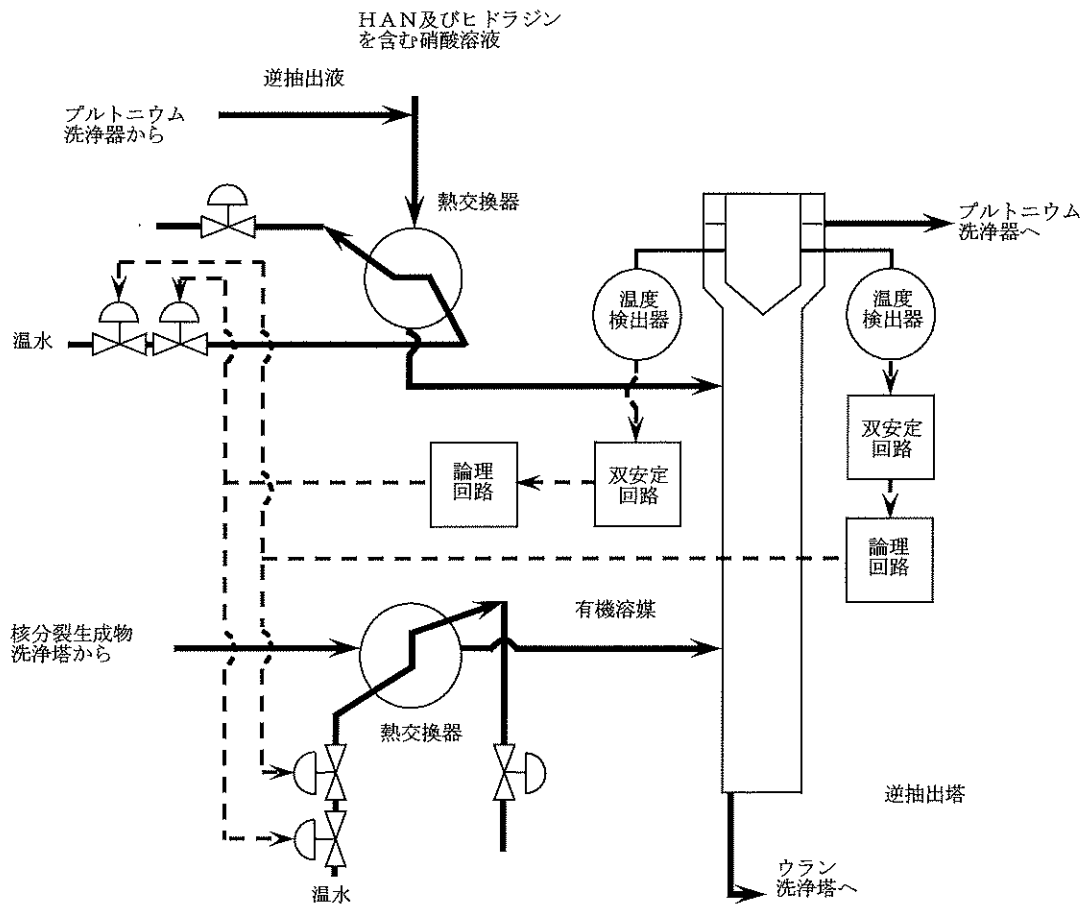 HAN及びヒドラジン
を含む硝酸溶液
逆抽出液
プルトニウム
洗浄器から
熱交換器
プルトニウム
洗浄器へ
温度
検出器
温度
検出器
温水
双安定
回路
論理
回路
双安定
回路
論理
回路
有機溶媒
核分裂生成物
洗浄塔から
熱交換器
逆抽出塔
ウラン
洗浄塔へ
温水